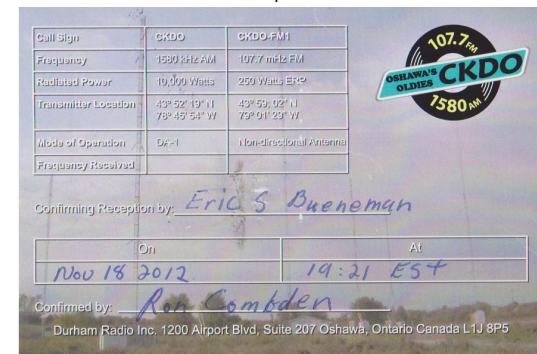 Call Sign CKDO CKDO-FM1
Frequency 1580 kHz AM 107.7 mHz FM
Radiated Power 10,000 Watts 250 Watts ERP
Transmitter Location 43° 52' 19" N 43° 59; 02" N
78° 45' 54" W 79° 01' 29" W
Mode of Operation DA-1 Non-directional Antenna
Frequency Received
107.7 FM
OSHAWA'S CKDO
OLDIES
1580 AM
Confirming Reception by: Eric S Bueneman
On At
Nov 18 2012 19:21 EST
Confirmed by: Ron Combden
Durham Radio Inc. 1200 Airport Blvd, Suite 207 Oshawa, Ontario Canada L1J 8P5